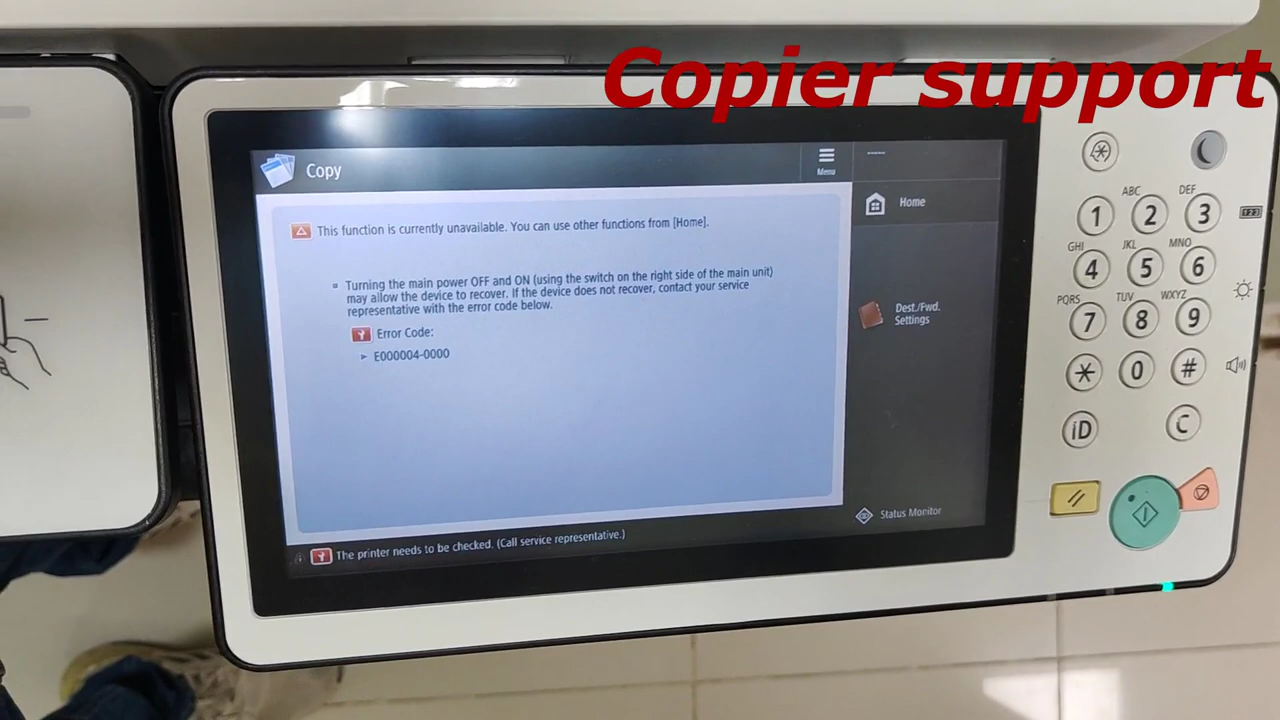 Copier support
Copy
Menu
Home
This function is currently unavailable. You can use other functions from [Home].
Turning the main power OFF and ON (using the switch on the right side of the main unit)
may allow the device to recover. If the device does not recover, contact your service
representative with the error code below.
Error Code:
E000004-0000
Dest./Fwd.
Settings
Status Monitor
The printer needs to be checked. (Call service representative.)
ABC DEF
1 2 3
GHI JKL MNO
4 5 6
PQRS TUV WXYZ
7 8 9
* 0 #
iD C
123